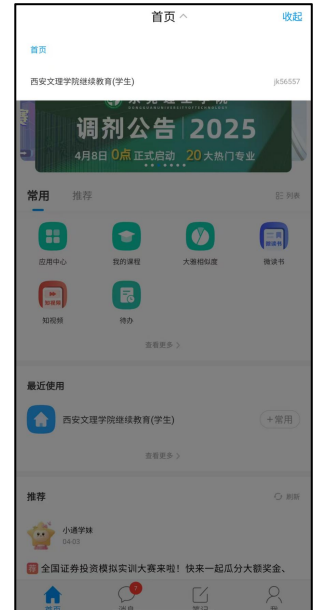 首页
收起
首页
西安文理学院继续教育(学生)
jk56557
调剂公告 2025
4月8日 0点 正式启动 20大热门专业
常用 推荐 列表
应用中心 我的课程 大雅相似度 微读书
知视频 待办
查看更多 >
最近使用
西安文理学院继续教育(学生) +常用
查看更多 >
推荐 刷新
小通学妹
04:03
荐 全国证券投资模拟实训大赛来啦！快来一起瓜分大额奖金、
首页 消息 笔记 我